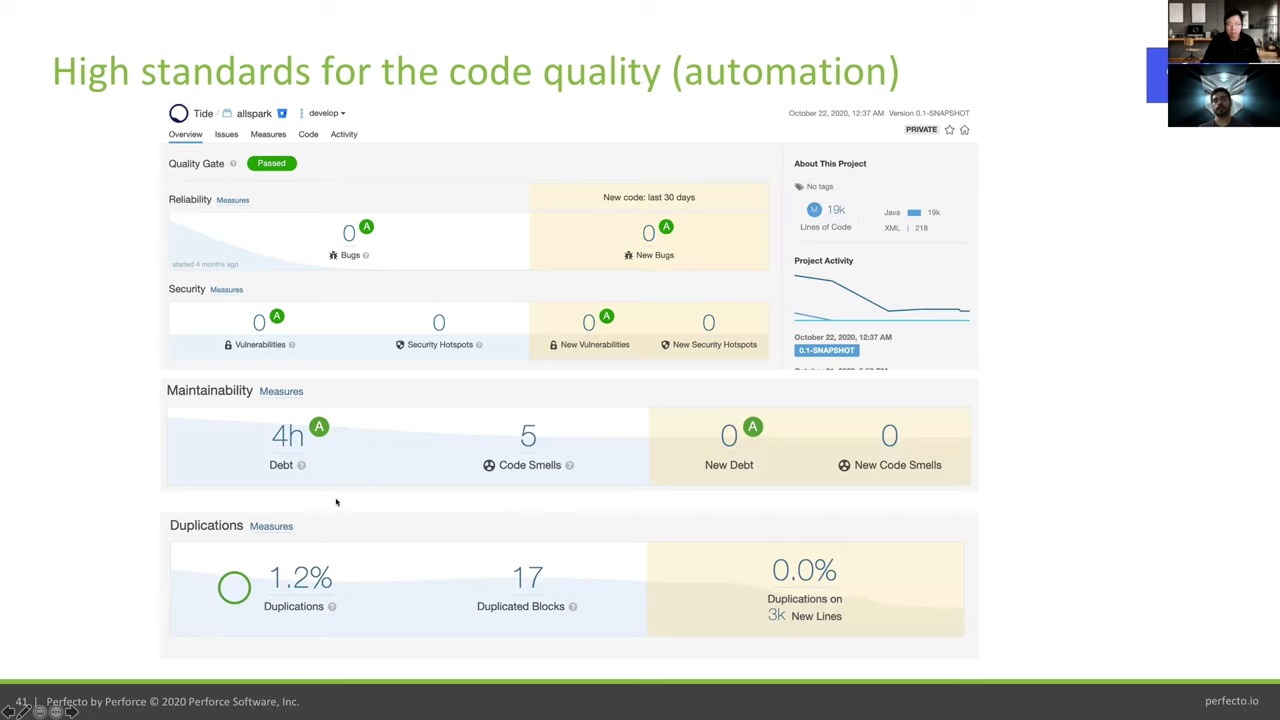 High standards for the code quality (automation)
Tide / allspark develop
October 22, 2020, 12:37 AM Version 0.1-SNAPSHOT
Overview Issues Measures Code Activity
PRIVATE
Quality Gate ? Passed
Reliability Measures
New code: last 30 days
0 A
Bugs ?
started 4 months ago
0 A
New Bugs
Security Measures
0 A
Vulnerabilities ?
0
Security Hotspots ?
0 A
New Vulnerabilities
0
New Security Hotspots
About This Project
No tags
M 19k
Lines of Code
Java 19k
XML 218
Project Activity
October 22, 2020, 12:37 AM
0.1-SNAPSHOT
Maintainability Measures
4h A
Debt ?
5
Code Smells ?
0 A
New Debt
0
New Code Smells
Duplications Measures
1.2%
Duplications ?
17
Duplicated Blocks ?
0.0%
Duplications on
3k New Lines
41 | Perfecto by Perforce © 2020 Perforce Software, Inc.
perfecto.io